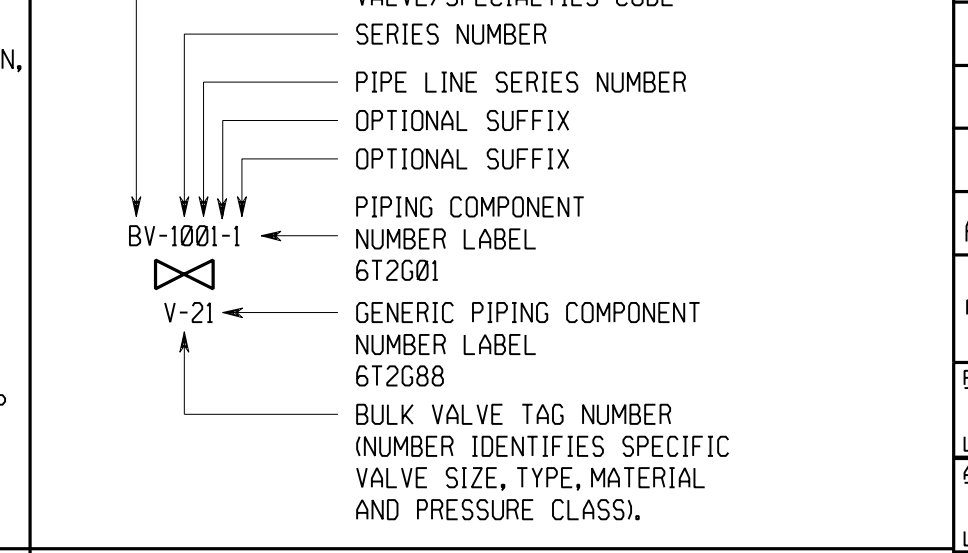 VALVE/SPECIALTIES CODE
N,
SERIES NUMBER
PIPE LINE SERIES NUMBER
OPTIONAL SUFFIX
OPTIONAL SUFFIX
PIPING COMPONENT
BV-1001-1
NUMBER LABEL
6T2G01
V-21
GENERIC PIPING COMPONENT
NUMBER LABEL
6T2G88
BULK VALVE TAG NUMBER
(NUMBER IDENTIFIES SPECIFIC
VALVE SIZE, TYPE, MATERIAL
AND PRESSURE CLASS).